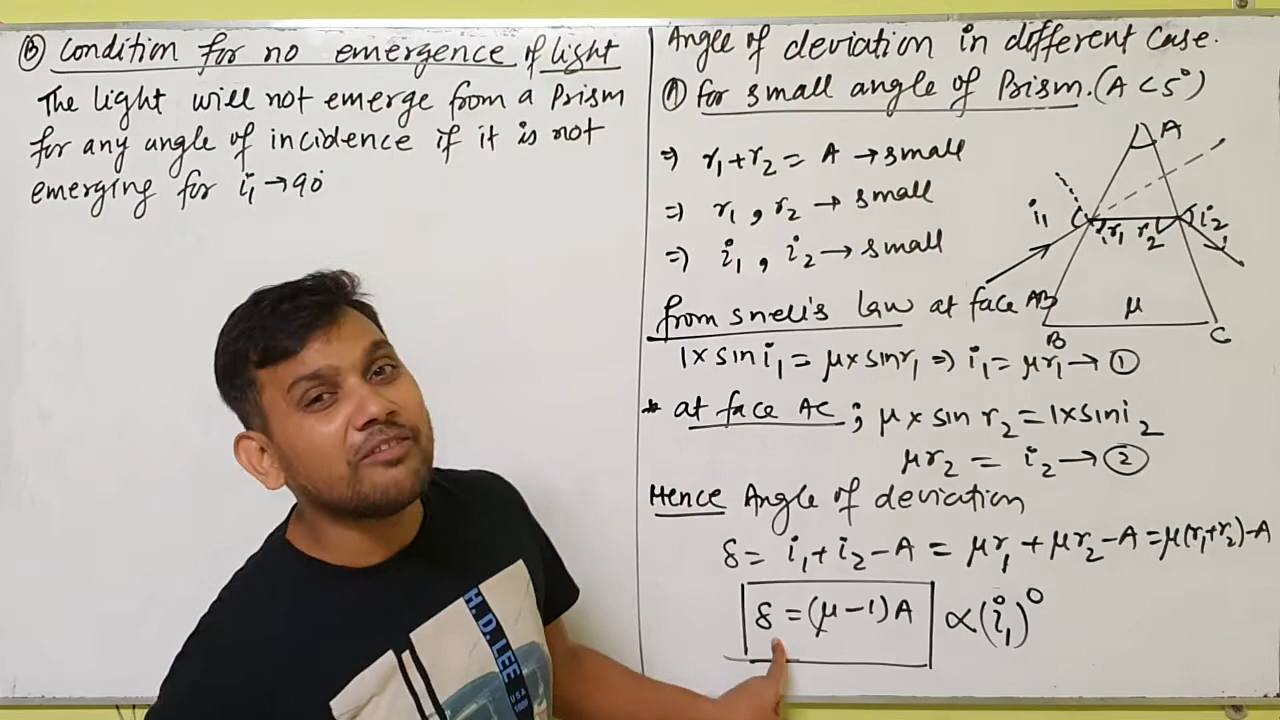 (B) Condition for no emergence of light
The light will not emerge from a Prism
for any angle of incidence if it is not
emerging for i₁ → 90°
Angle of deviation in different Case.
(A) for small angle of Prism. (A < 5°)
⇒ r₁ + r₂ = A → small
⇒ r₁ , r₂ → small
⇒ i₁ , i₂ → small
from snell's law at face AB
1 × sin i₁ = μ × sin r₁ ⇒ i₁ = μr₁ → ①
* at face AC ; μ × sin r₂ = 1 × sin i₂
μr₂ = i₂ → ②
Hence Angle of deviation
δ = i₁ + i₂ − A = μr₁ + μr₂ − A = μ(r₁+r₂) − A
δ = (μ − 1)A ∝ (i₁)⁰
A
i₁ r₁ r₂ i₂
μ
B C
H.D. LEE
USA